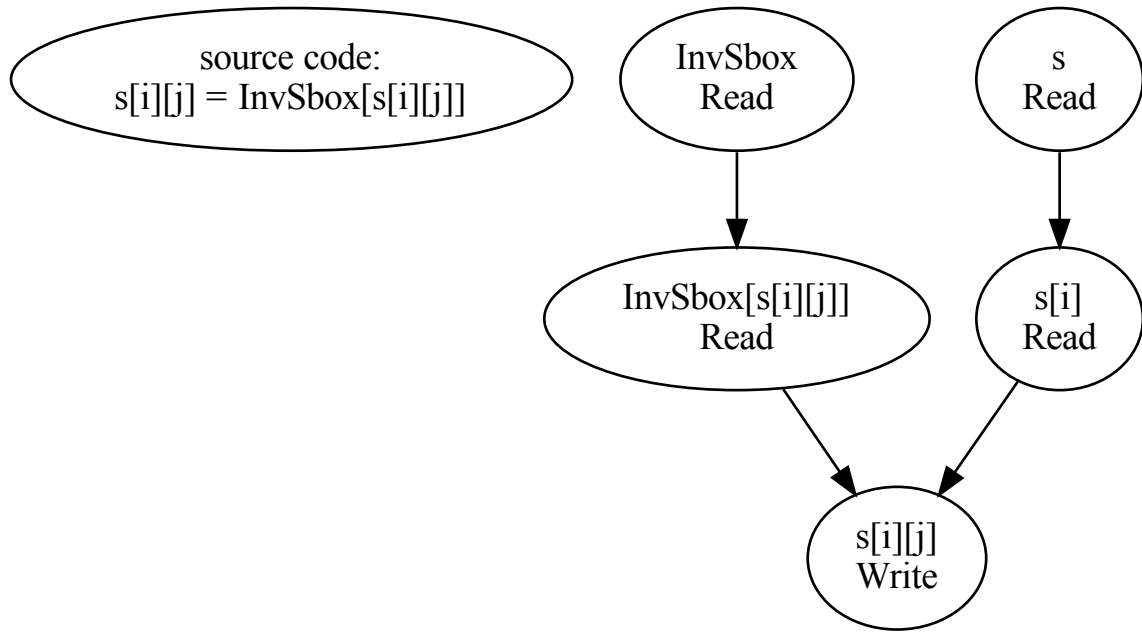 source code:
s[i][j] = InvSbox[s[i][j]]
InvSbox
Read
s
Read
InvSbox[s[i][j]]
Read
s[i]
Read
s[i][j]
Write